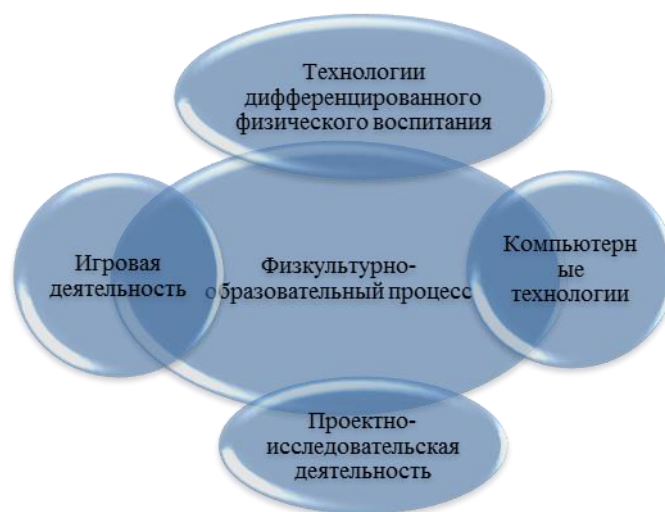 Технологии
дифференцированного
физического воспитания
Игровая
деятельность
Физкультурно-
образовательный процесс
Компьютерн
ые
технологии
Проектно-
исследовательская
деятельность